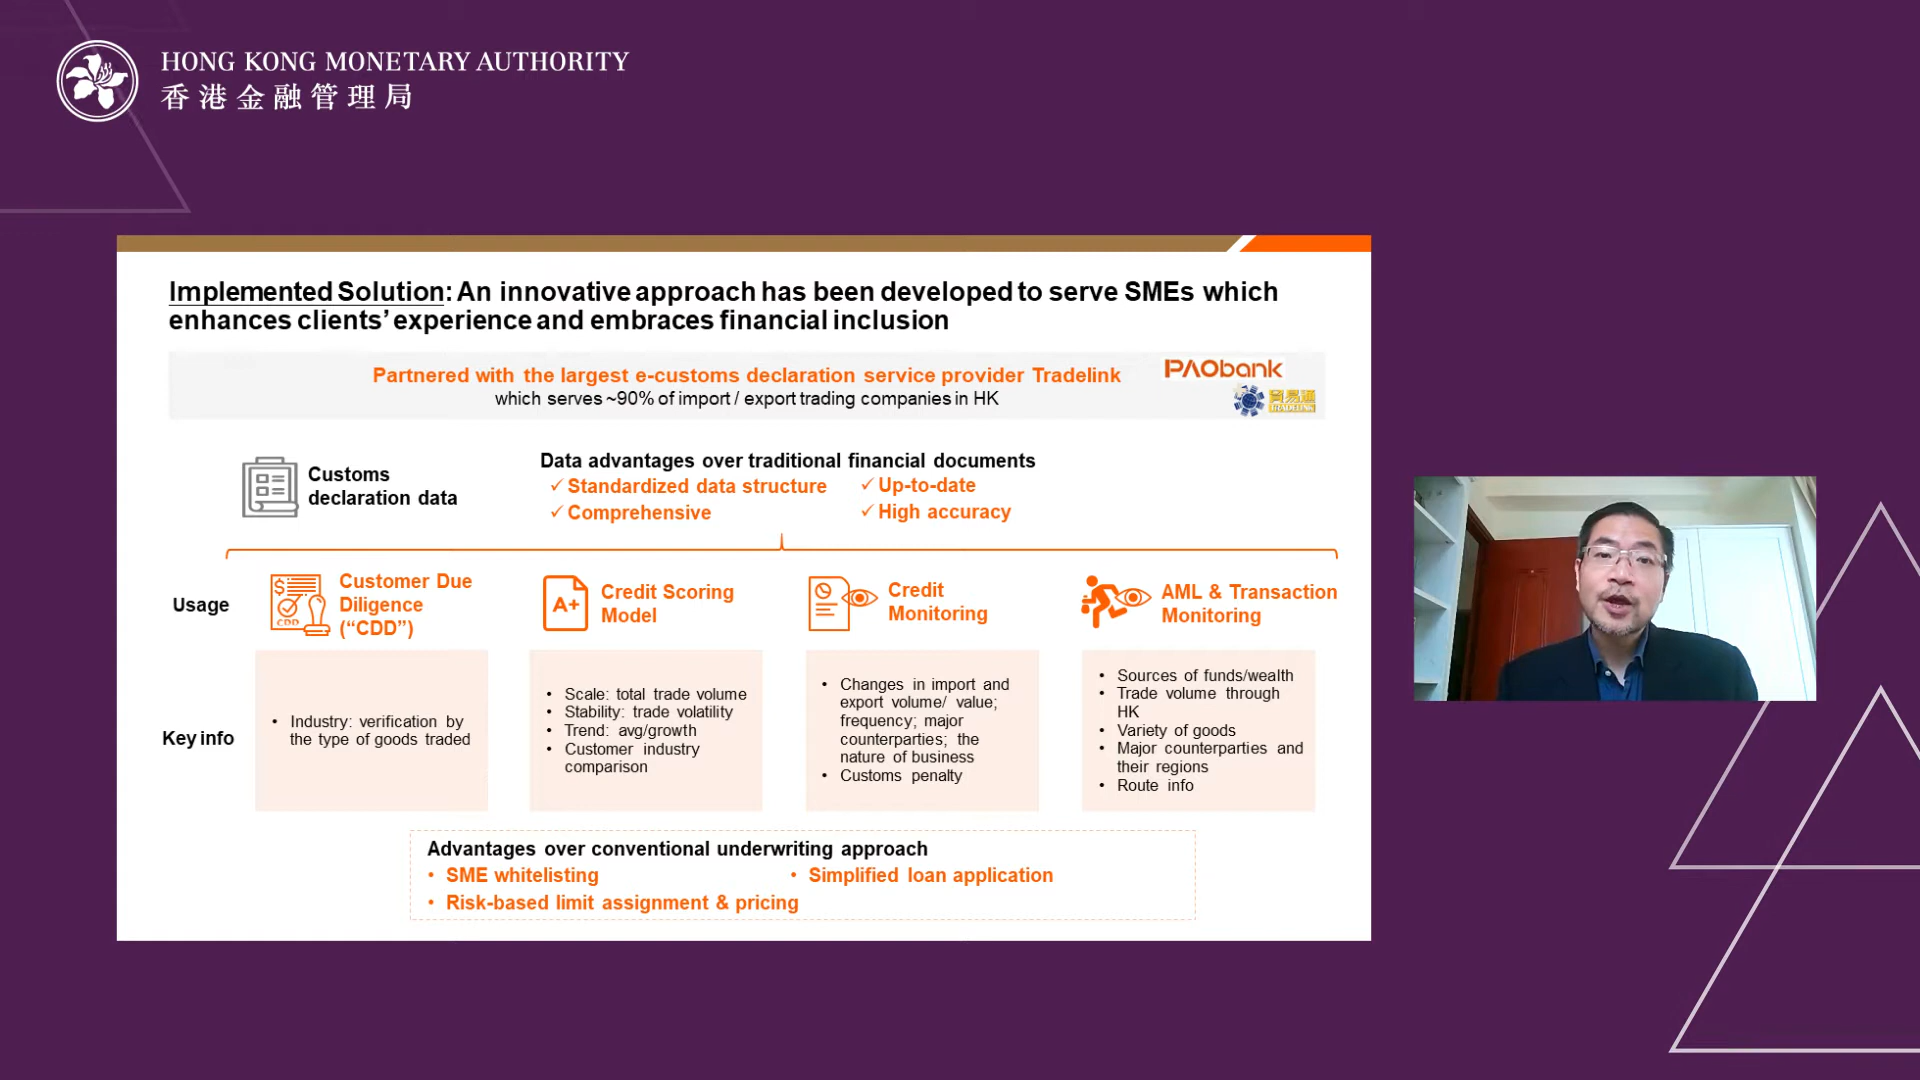 HONG KONG MONETARY AUTHORITY
香港金融管理局
Implemented Solution: An innovative approach has been developed to serve SMEs which
enhances clients' experience and embraces financial inclusion
Partnered with the largest e-customs declaration service provider Tradelink
which serves ~90% of import / export trading companies in HK
PAObank
貿易通
TRADELINK
Customs
declaration data
Data advantages over traditional financial documents
✓ Standardized data structure
✓ Up-to-date
✓ Comprehensive
✓ High accuracy
Usage
$
CDD
Customer Due
Diligence
(“CDD”)
A+
Credit Scoring
Model
Credit
Monitoring
AML & Transaction
Monitoring
Key info
• Industry: verification by
the type of goods traded
• Scale: total trade volume
• Stability: trade volatility
• Trend: avg/growth
• Customer industry
comparison
• Changes in import and
export volume/ value;
frequency; major
counterparties; the
nature of business
• Customs penalty
• Sources of funds/wealth
• Trade volume through
HK
• Variety of goods
• Major counterparties and
their regions
• Route info
Advantages over conventional underwriting approach
• SME whitelisting
• Simplified loan application
• Risk-based limit assignment & pricing